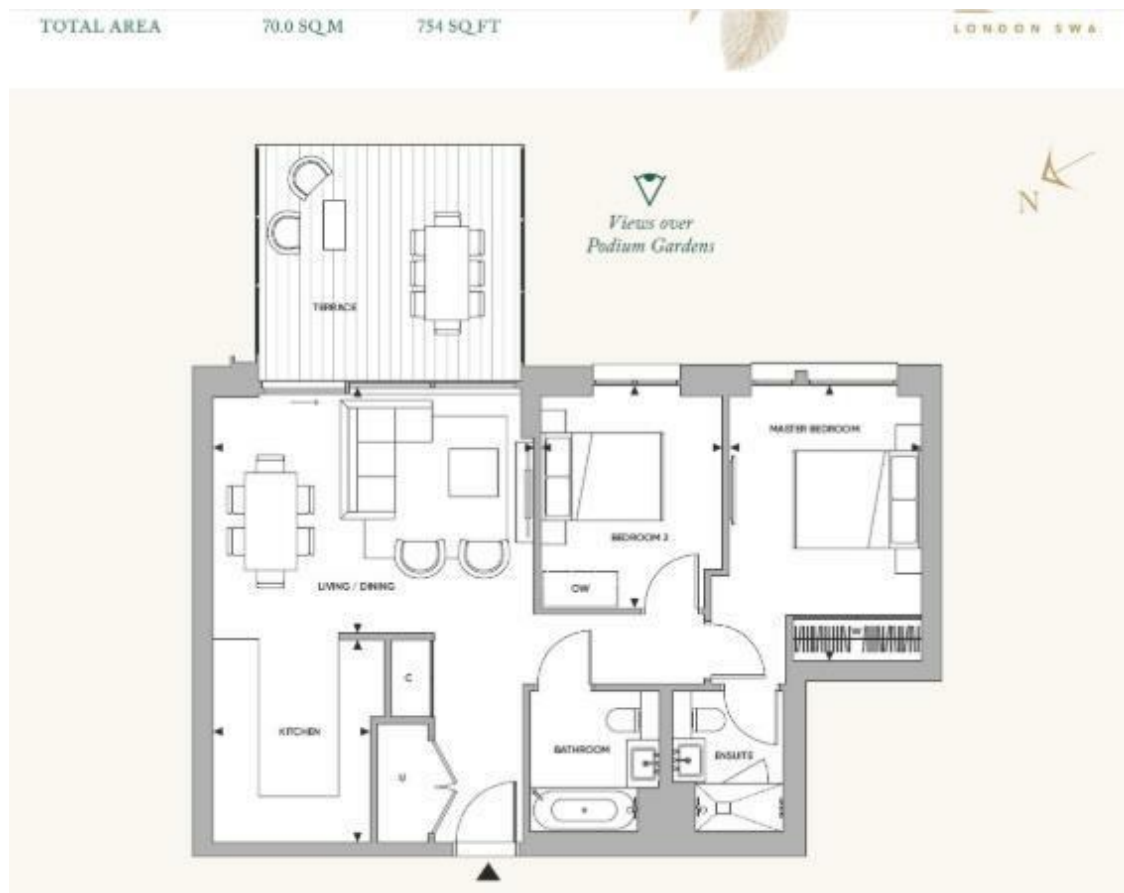 TOTAL AREA 70.0 SQ M 754 SQ FT
LONDON SW6
Views over
Podium Gardens
N
TERRACE
MASTER BEDROOM
BEDROOM 2
OW
LIVING / DINING
W
C
KITCHEN
BATHROOM
ENSUITE
U